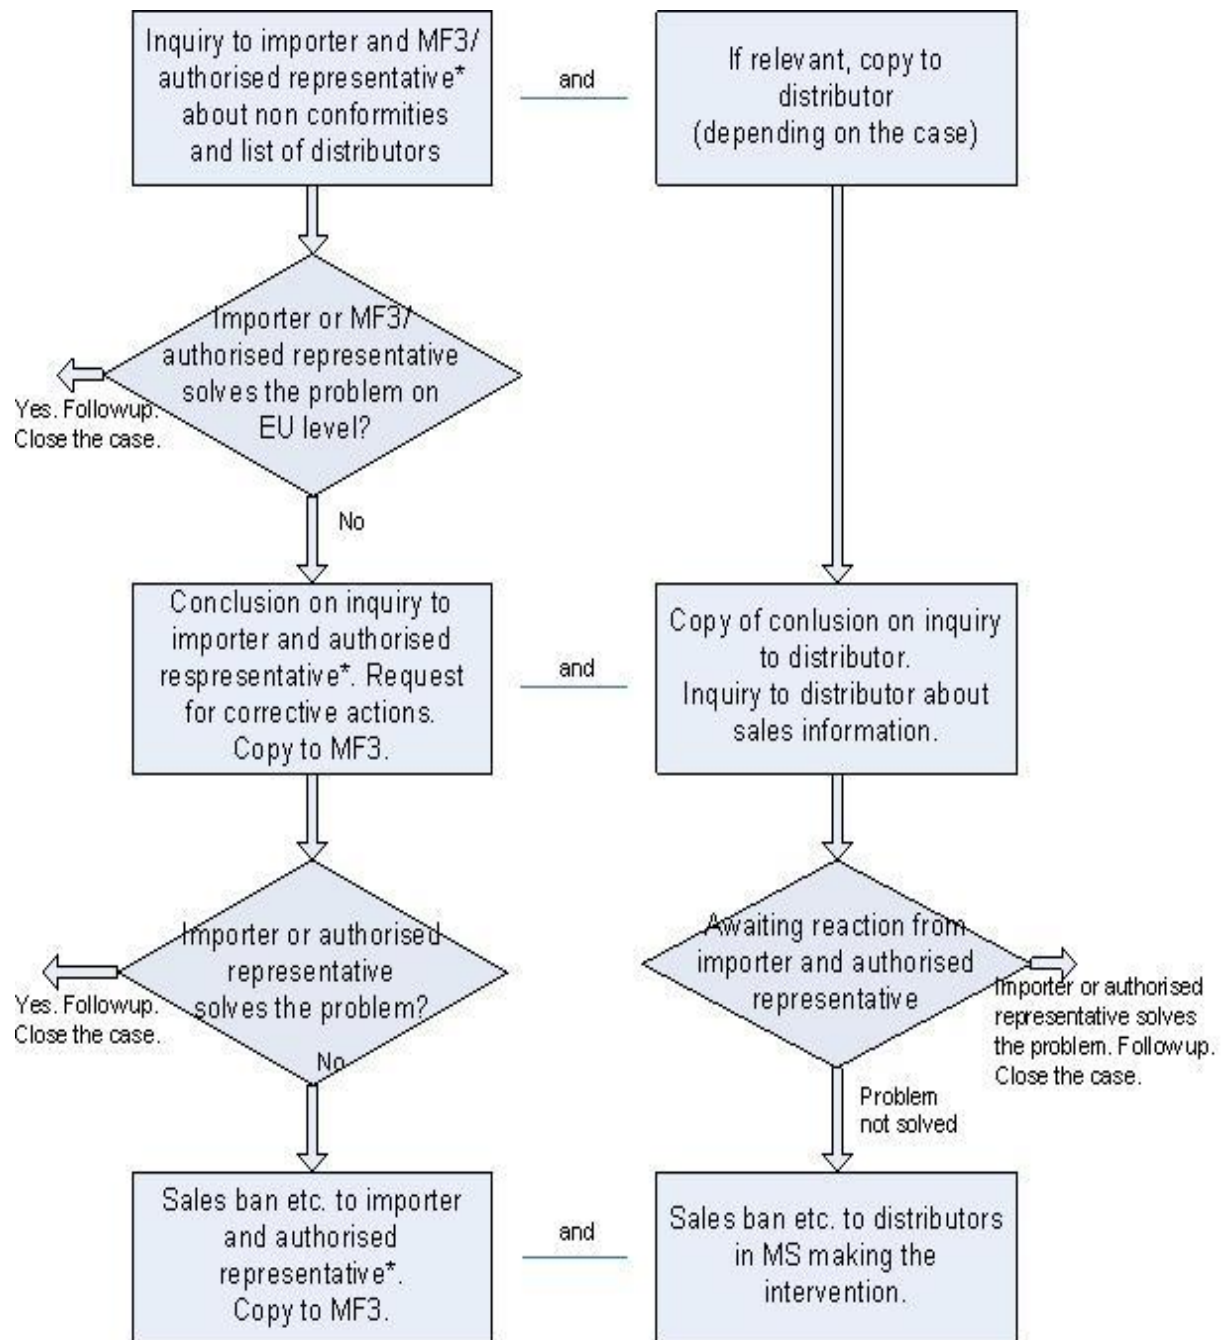 Inquiry to importer and MF3/
authorised representative*
about non conformities
and list of distributors
and
If relevant, copy to
distributor
(depending on the case)
Importer or MF3/
authorised representative
solves the problem on
EU level?
Yes. Followup.
Close the case.
No
Conclusion on inquiry to
importer and authorised
respresentative*. Request
for corrective actions.
Copy to MF3.
and
Copy of conlusion on inquiry
to distributor.
Inquiry to distributor about
sales information.
Importer or authorised
representative
solves the problem?
Yes. Followup.
Close the case.
No
Awaiting reaction from
importer and authorised
representative
Importer or authorised
representative solves
the problem. Followup.
Close the case.
Problem
not solved
Sales ban etc. to importer
and authorised
representative*.
Copy to MF3.
and
Sales ban etc. to distributors
in MS making the
intervention.